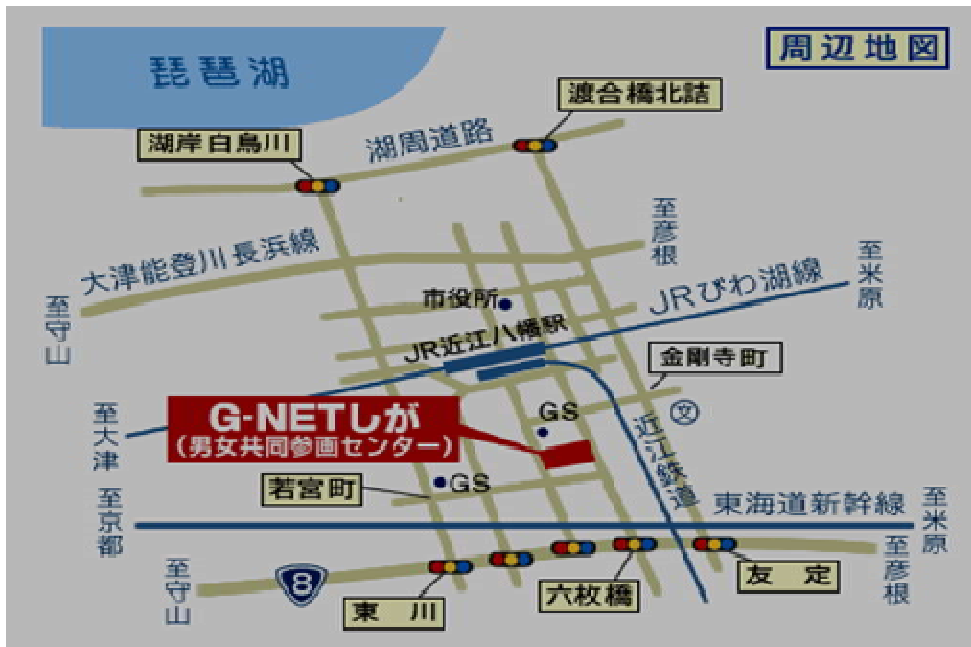 周辺地図
琵琶湖
渡合橋北詰
湖岸白鳥川
湖周道路
至彦根
大津能登川長浜線
至米原
JRびわ湖線
市役所
至守山
JR近江八幡駅
金剛寺町
至大津
G-NETしが
(男女共同参画センター)
GS
文
近江鉄道
若宮町
GS
至京都
東海道新幹線
至米原
至守山
8
東 川
六枚橋
友 定
至彦根